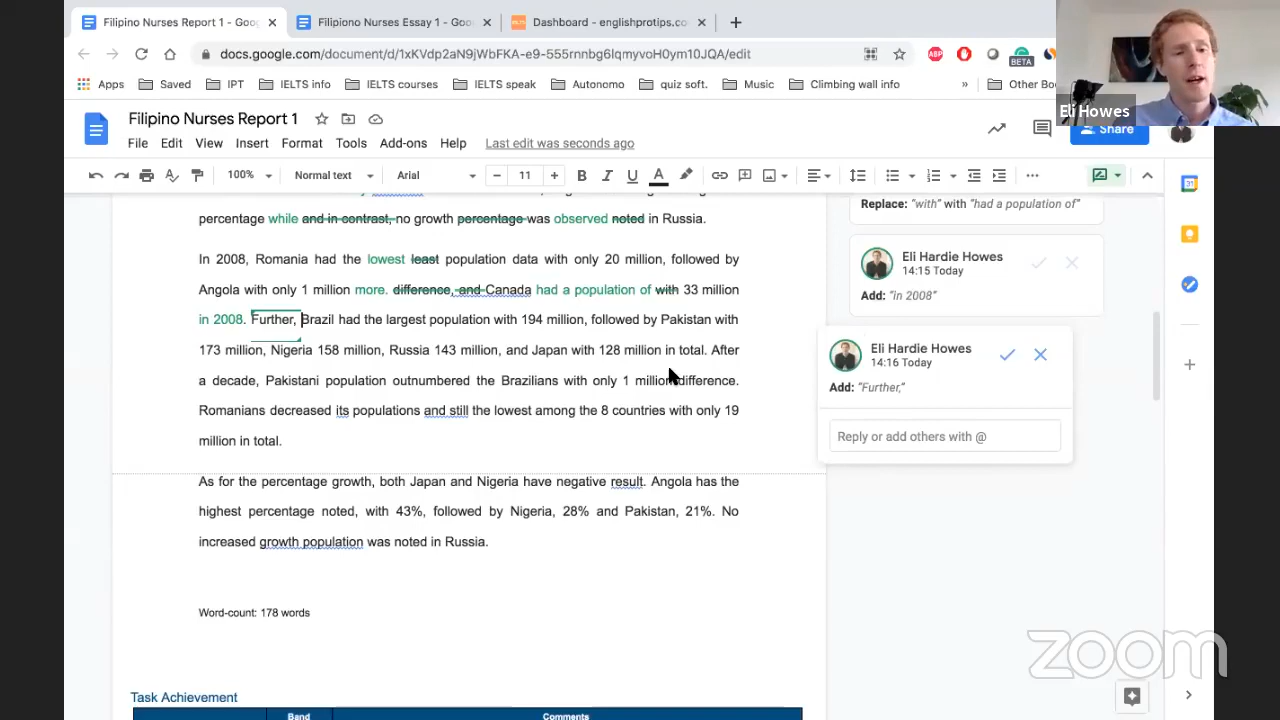 Filipino Nurses Report 1 - Goo
Filipiono Nurses Essay 1 - Goo
IELTS
Dashboard - englishprotips.co
docs.google.com/document/d/1xKVdp2aN9jWbFKA-e9-555rnnbg6IqmyvoH0ym10JQA/edit
ABP
BETA
Apps
Saved
IPT
IELTS info
IELTS courses
IELTS speak
Autonomo
quiz soft.
Music
Climbing wall info
»
Other Boo
Eli Howes
Filipino Nurses Report 1
Share
File Edit View Insert Format Tools Add-ons Help
Last edit was seconds ago
100% Normal text Arial 11
31
percentage while and in contrast, no growth percentage was observed noted in Russia.
In 2008, Romania had the lowest least population data with only 20 million, followed by
Angola with only 1 million more. difference, and Canada had a population of with 33 million
in 2008. Further, Brazil had the largest population with 194 million, followed by Pakistan with
173 million, Nigeria 158 million, Russia 143 million, and Japan with 128 million in total. After
a decade, Pakistani population outnumbered the Brazilians with only 1 million difference.
Romanians decreased its populations and still the lowest among the 8 countries with only 19
million in total.
As for the percentage growth, both Japan and Nigeria have negative result. Angola has the
highest percentage noted, with 43%, followed by Nigeria, 28% and Pakistan, 21%. No
increased growth population was noted in Russia.
Word-count: 178 words
Task Achievement
Band
Comments
Replace: "with" with "had a population of"
Eli Hardie Howes
14:15 Today
Add: "in 2008"
Eli Hardie Howes
14:16 Today
Add: "Further,"
Reply or add others with @
zoom